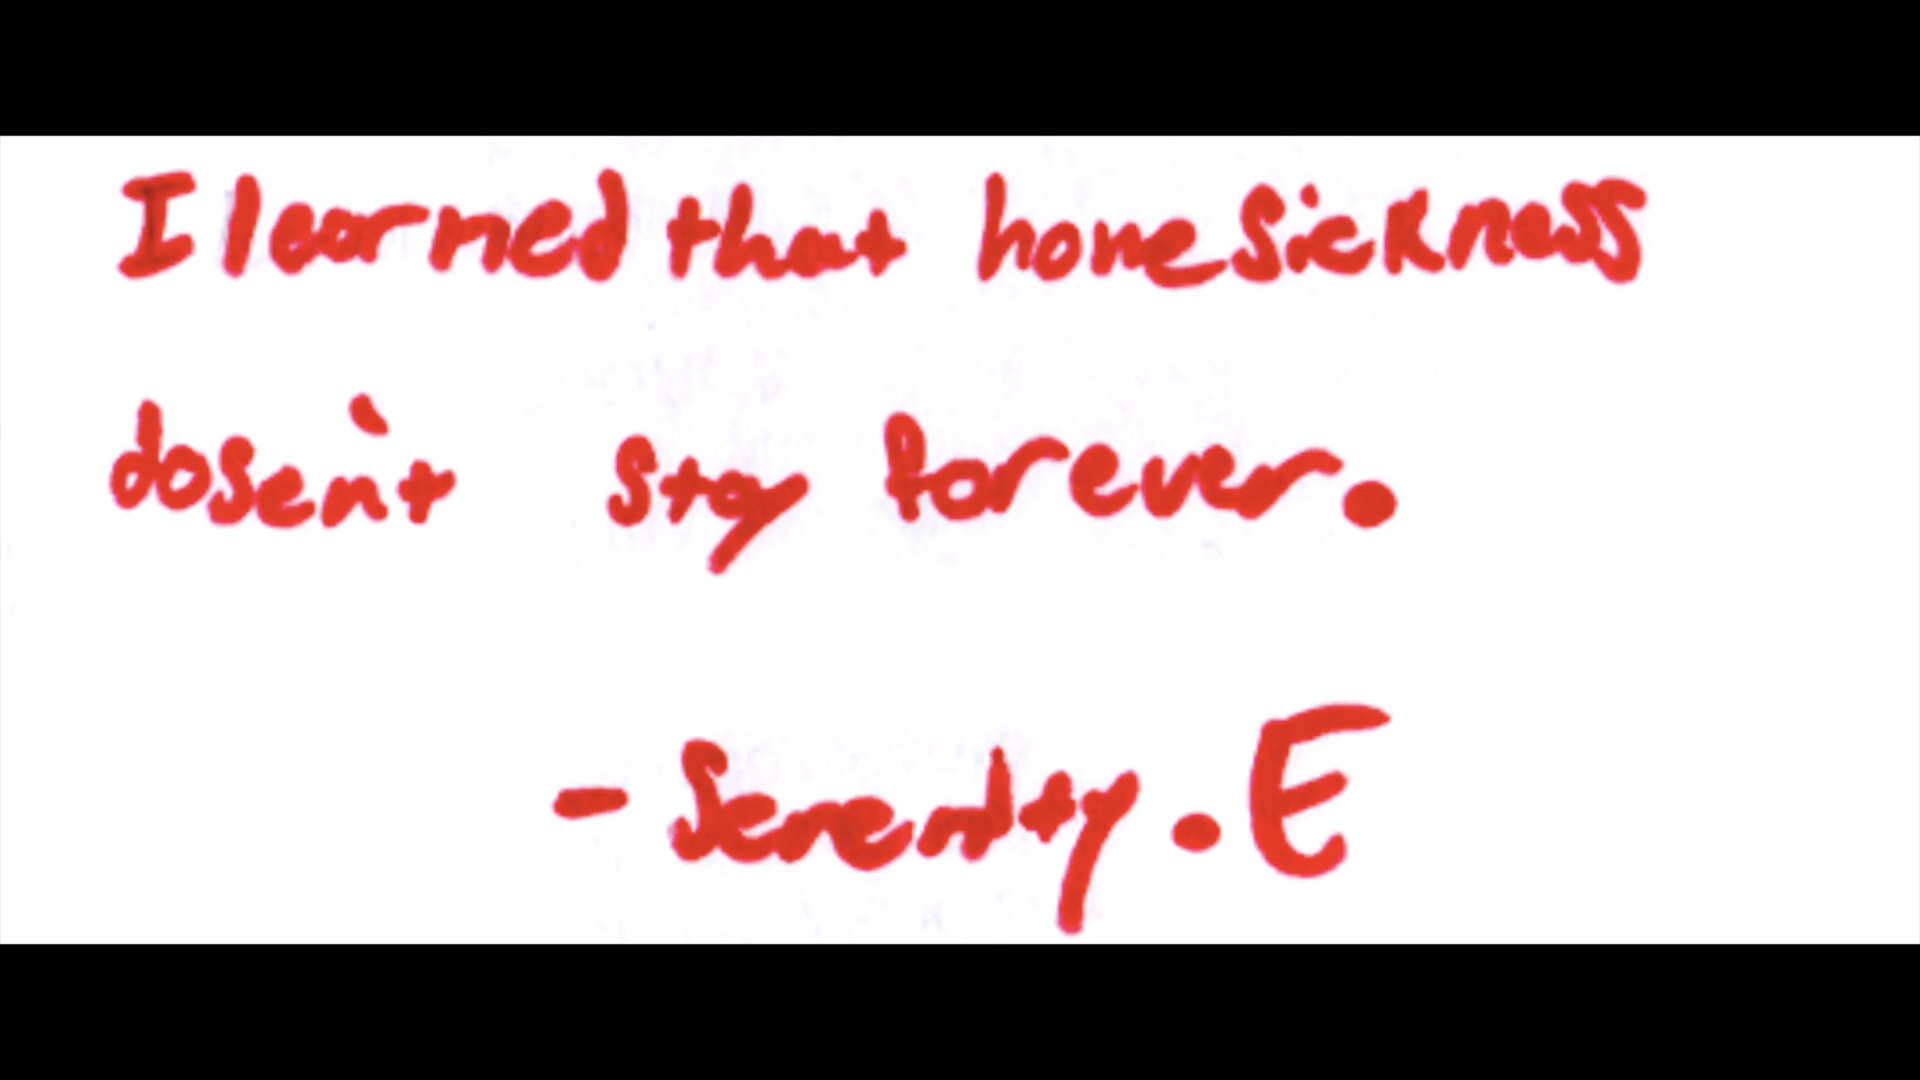 I learned that homesickness
dosen't stay forever.
- Serenity . E